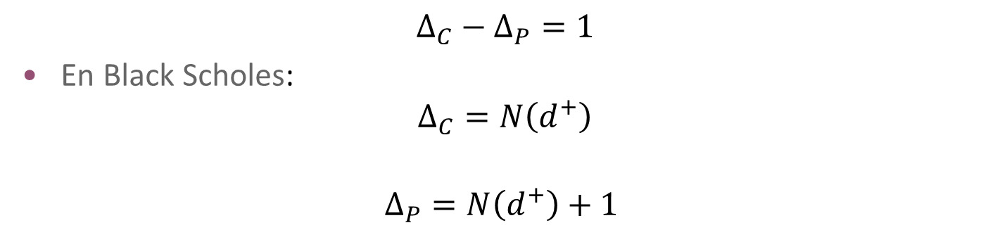 Δ_C − Δ_P = 1
• En Black Scholes:
Δ_C = N(d⁺)
Δ_P = N(d⁺) + 1